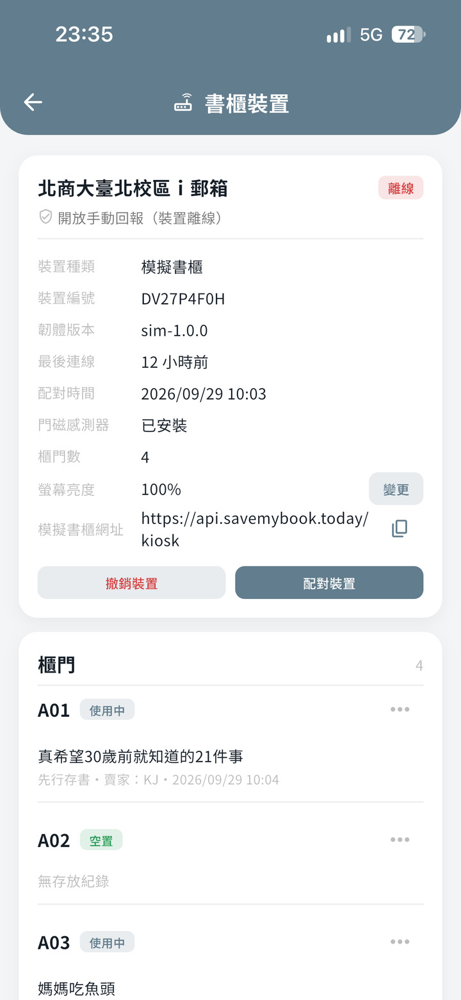 23:35
5G 72
書櫃裝置
北商大臺北校區 i 郵箱 離線
開放手動回報（裝置離線）
裝置種類 模擬書櫃
裝置編號 DV27P4F0H
韌體版本 sim-1.0.0
最後連線 12 小時前
配對時間 2026/09/29 10:03
門磁感測器 已安裝
櫃門數 4
螢幕亮度 100% 變更
模擬書櫃網址 https://api.savemybook.today/
kiosk
撤銷裝置 配對裝置
櫃門 4
A01 使用中
真希望30歲前就知道的21件事
先行存書・賣家：KJ・2026/09/29 10:04
A02 空置
無存放紀錄
A03 使用中
媽媽吃魚頭